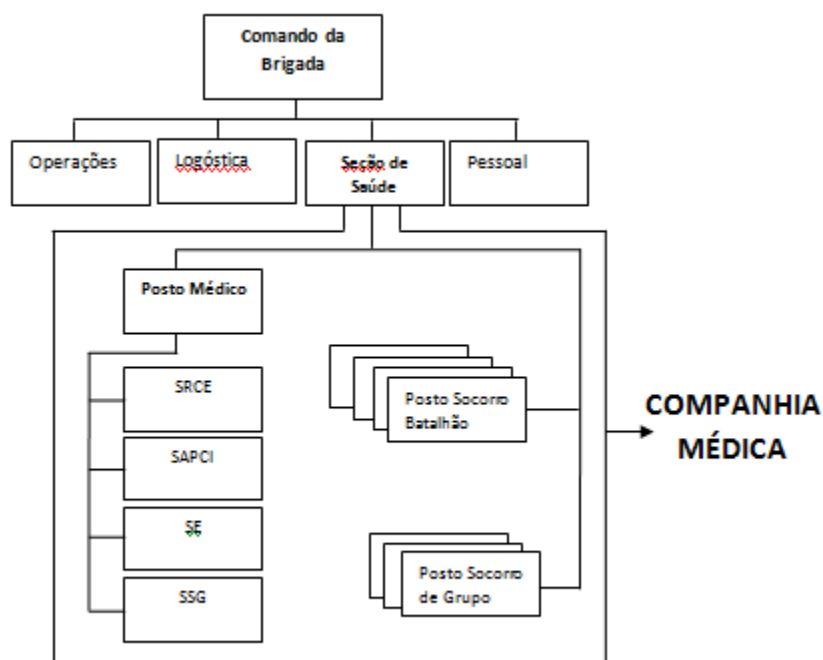 Comando da
Brigada
Operações
Logóstica
Seção de
Saúde
Pessoal
Posto Médico
SRCE
SAPCI
SE
SSG
Posto Socorro
Batalhão
Posto Socorro
de Grupo
COMPANHIA
MÉDICA